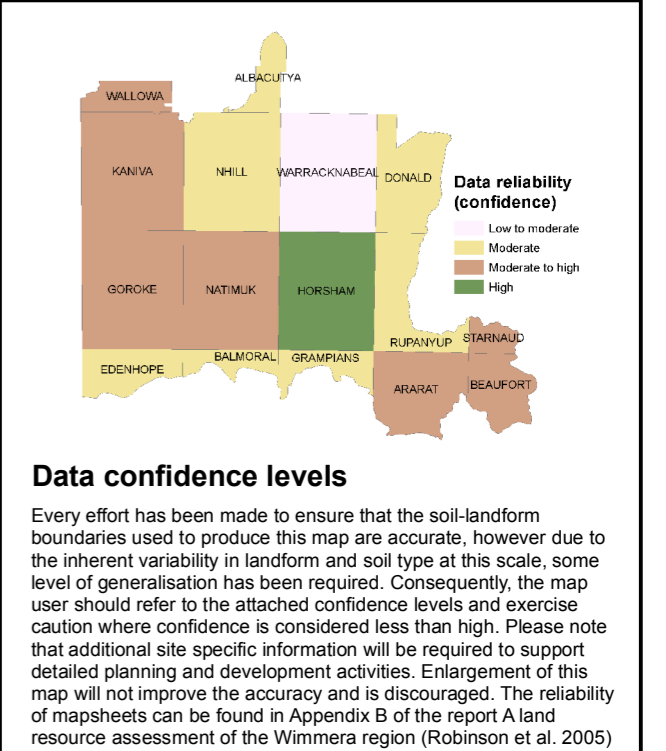 ALBACUTYA
WALLOWA
KANIVA
NHILL
WARRACKNABEAL
DONALD
Data reliability
(confidence)
Low to moderate
Moderate
Moderate to high
High
GOROKE
NATIMUK
HORSHAM
RUPANYUP
STARNAUD
EDENHOPE
BALMORAL
GRAMPIANS
ARARAT
BEAUFORT
Data confidence levels
Every effort has been made to ensure that the soil-landform
boundaries used to produce this map are accurate, however due to
the inherent variability in landform and soil type at this scale, some
level of generalisation has been required. Consequently, the map
user should refer to the attached confidence levels and exercise
caution where confidence is considered less than high. Please note
that additional site specific information will be required to support
detailed planning and development activities. Enlargement of this
map will not improve the accuracy and is discouraged. The reliability
of mapsheets can be found in Appendix B of the report A land
resource assessment of the Wimmera region (Robinson et al. 2005)